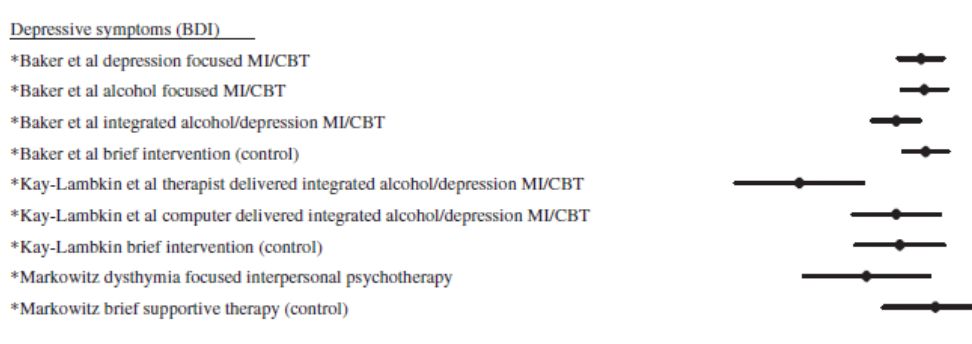 Depressive symptoms (BDI)
*Baker et al depression focused MI/CBT
*Baker et al alcohol focused MI/CBT
*Baker et al integrated alcohol/depression MI/CBT
*Baker et al brief intervention (control)
*Kay-Lambkin et al therapist delivered integrated alcohol/depression MI/CBT
*Kay-Lambkin et al computer delivered integrated alcohol/depression MI/CBT
*Kay-Lambkin brief intervention (control)
*Markowitz dysthymia focused interpersonal psychotherapy
*Markowitz brief supportive therapy (control)